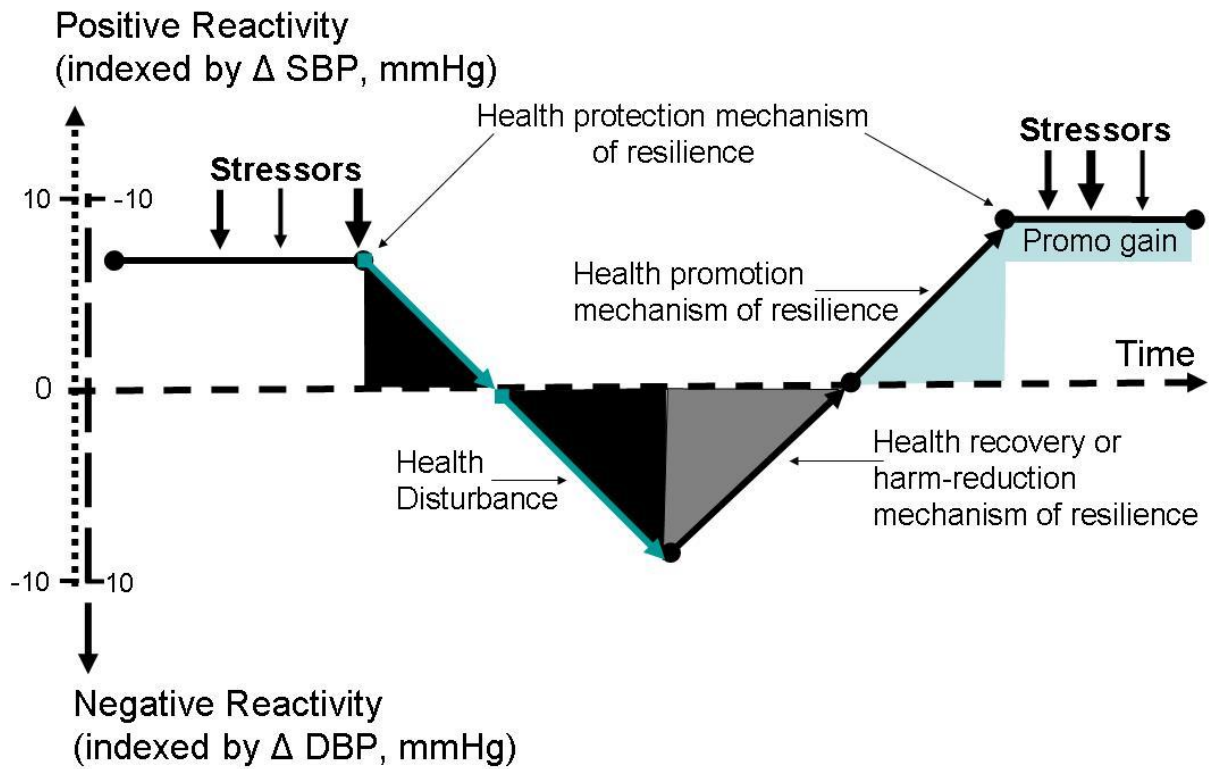 Positive Reactivity
(indexed by Δ SBP, mmHg)
Health protection mechanism
of resilience
Stressors
Stressors
10
-10
Promo gain
Health promotion
mechanism of resilience
Time
0
Health
Disturbance
Health recovery or
harm-reduction
mechanism of resilience
-10
10
Negative Reactivity
(indexed by Δ DBP, mmHg)